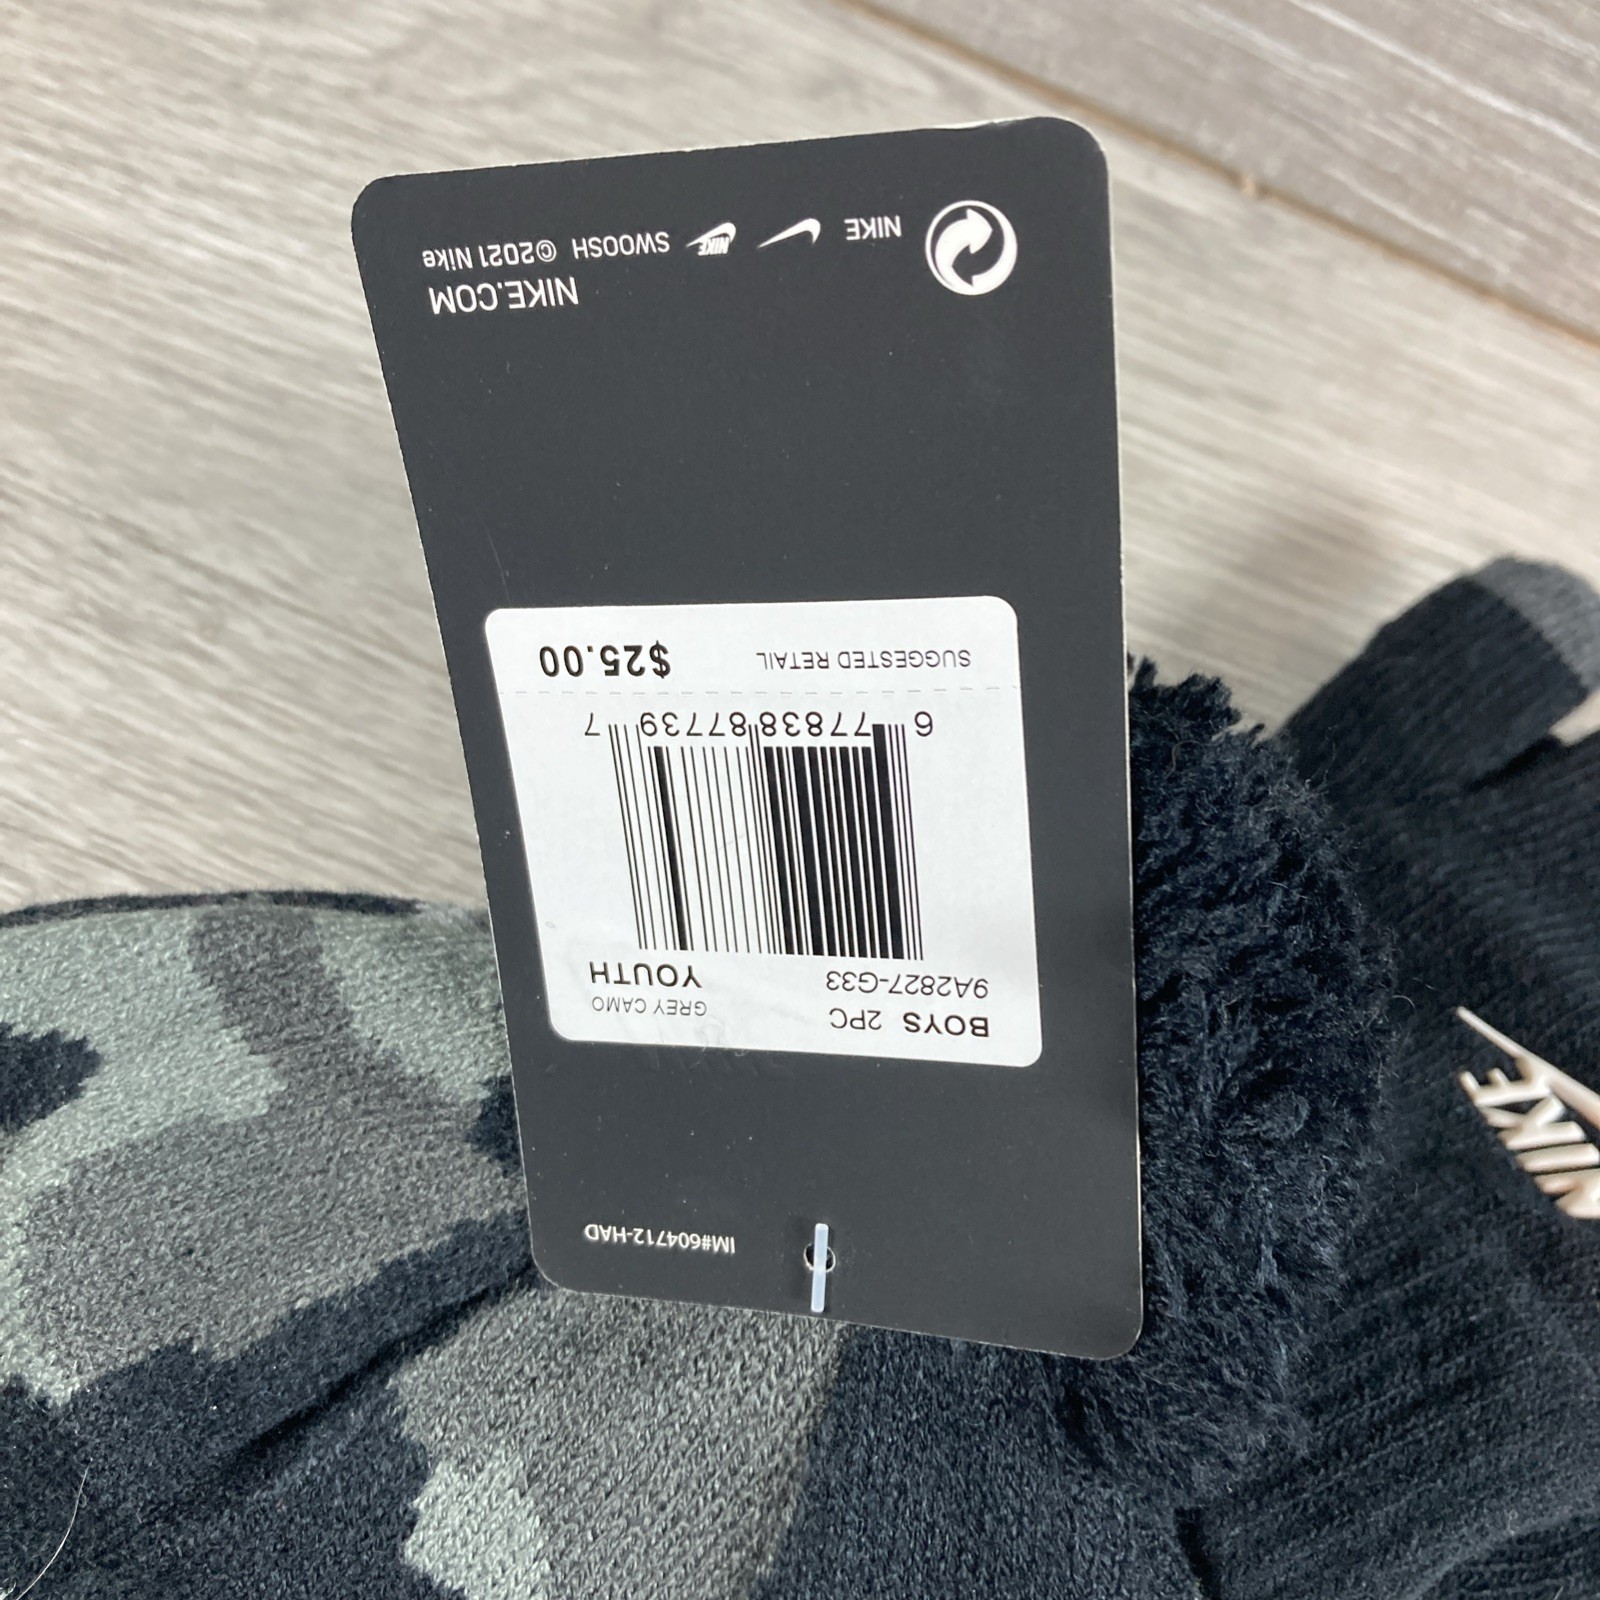 IM#604712-HAD
BOYS 2PC GREY CAMO
9A2827-G33 YOUTH
6 77838 87739 7
SUGGESTED RETAIL $25.00
NIKE.COM
NIKE NIKE SWOOSH ©2021 Nike
NIKE